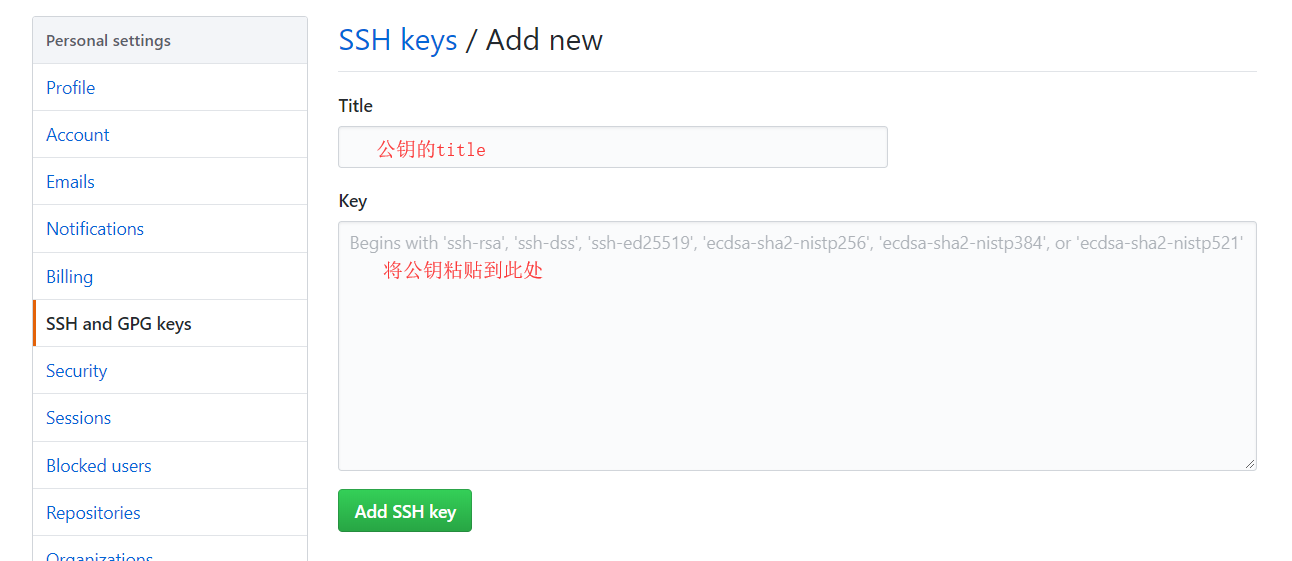 Personal settings
Profile
Account
Emails
Notifications
Billing
SSH and GPG keys
Security
Sessions
Blocked users
Repositories
Organizations
SSH keys / Add new
Title
公钥的title
Key
Begins with 'ssh-rsa', 'ssh-dss', 'ssh-ed25519', 'ecdsa-sha2-nistp256', 'ecdsa-sha2-nistp384', or 'ecdsa-sha2-nistp521'
将公钥粘贴到此处
Add SSH key